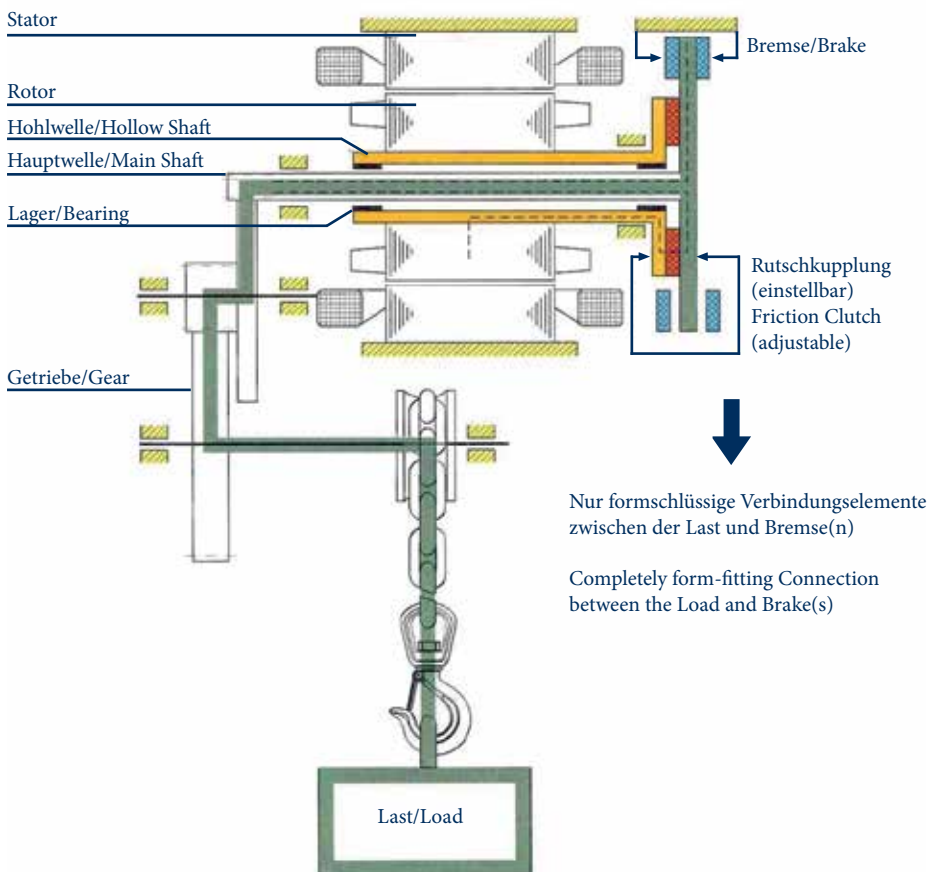 Stator
Bremse/Brake
Rotor
Hohlwelle/Hollow Shaft
Hauptwelle/Main Shaft
Lager/Bearing
Rutschkupplung
(einstellbar)
Friction Clutch
(adjustable)
Getriebe/Gear
Nur formschlüssige Verbindungselemente
zwischen der Last und Bremse(n)
Completely form-fitting Connection
between the Load and Brake(s)
Last/Load